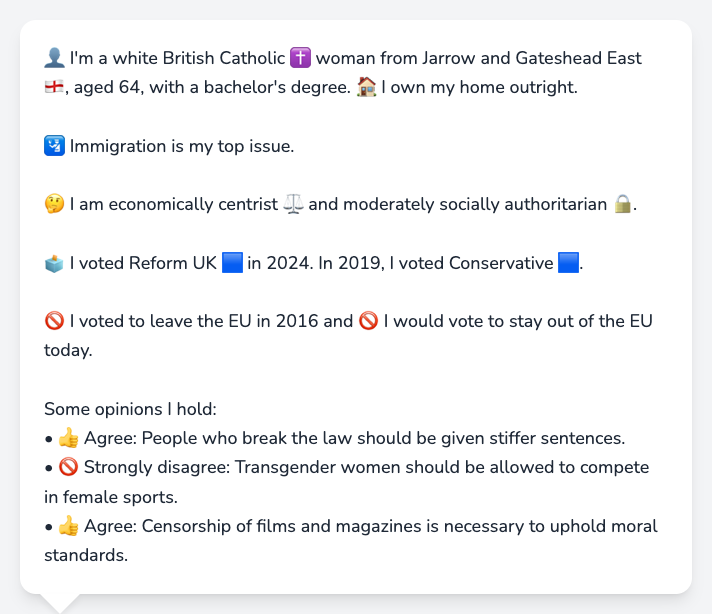 👤 I'm a white British Catholic ✝️ woman from Jarrow and Gateshead East
🏴󠁧󠁢󠁥󠁮󠁧󠁿, aged 64, with a bachelor's degree. 🏠 I own my home outright.
🛂 Immigration is my top issue.
🤔 I am economically centrist ⚖️ and moderately socially authoritarian 🔒.
🗳️ I voted Reform UK 🟦 in 2024. In 2019, I voted Conservative 🟦.
🚫 I voted to leave the EU in 2016 and 🚫 I would vote to stay out of the EU
today.
Some opinions I hold:
• 👍 Agree: People who break the law should be given stiffer sentences.
• 🚫 Strongly disagree: Transgender women should be allowed to compete
in female sports.
• 👍 Agree: Censorship of films and magazines is necessary to uphold moral
standards.